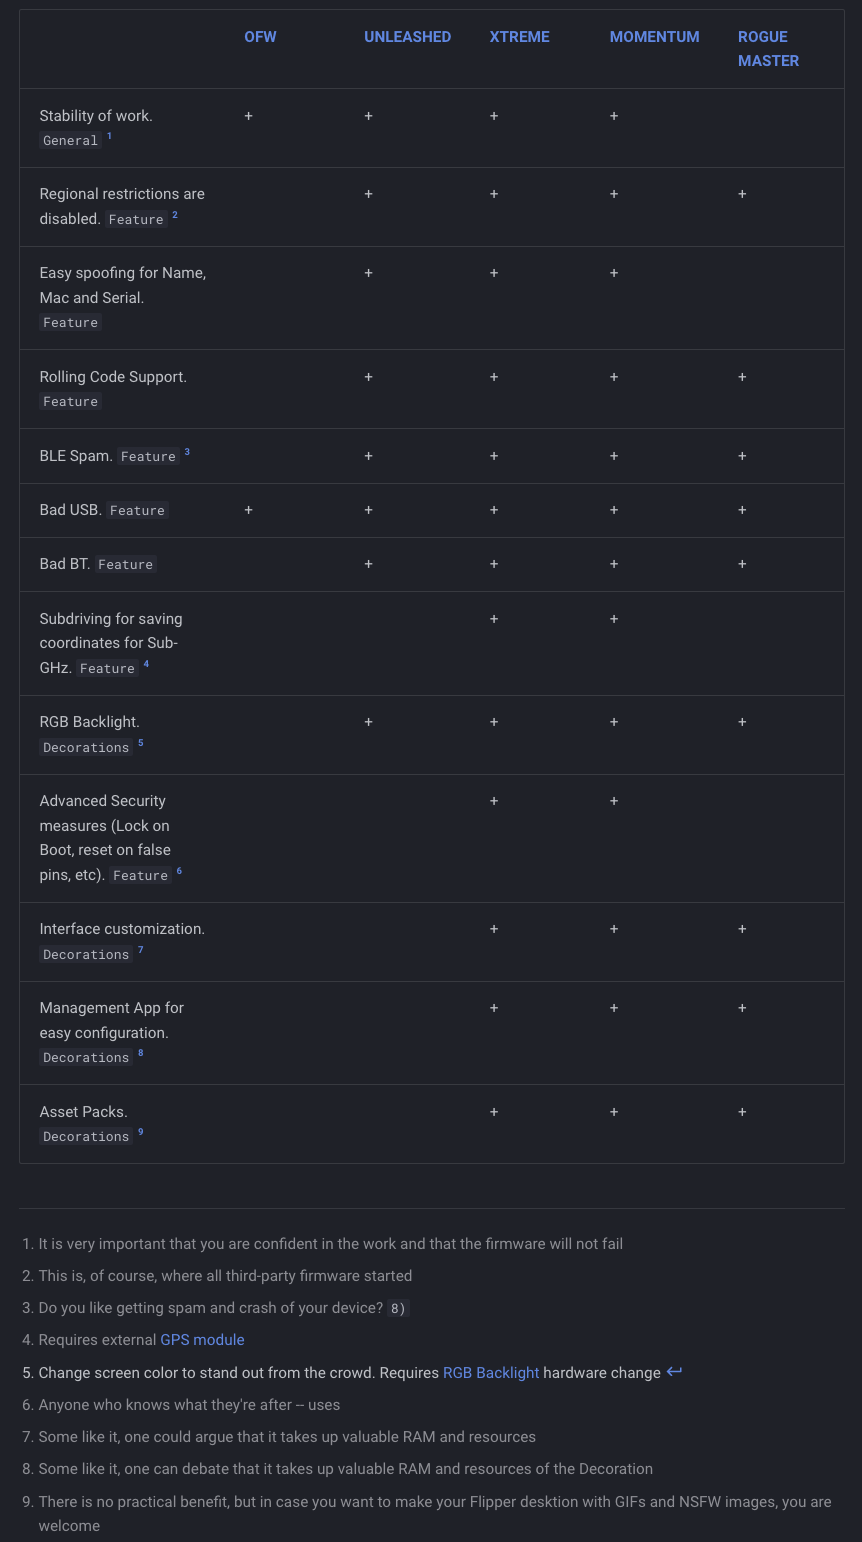 OFW UNLEASHED XTREME MOMENTUM ROGUE
MASTER
Stability of work. + + + +
General 1
Regional restrictions are + + + +
disabled. Feature 2
Easy spoofing for Name, + + +
Mac and Serial.
Feature
Rolling Code Support. + + + +
Feature
BLE Spam. Feature 3 + + + +
Bad USB. Feature + + + + +
Bad BT. Feature + + + +
Subdriving for saving + +
coordinates for Sub-
GHz. Feature 4
RGB Backlight. + + + +
Decorations 5
Advanced Security + +
measures (Lock on
Boot, reset on false
pins, etc). Feature 6
Interface customization. + + +
Decorations 7
Management App for + + +
easy configuration.
Decorations 8
Asset Packs. + + +
Decorations 9
1. It is very important that you are confident in the work and that the firmware will not fail
2. This is, of course, where all third-party firmware started
3. Do you like getting spam and crash of your device? 8)
4. Requires external GPS module
5. Change screen color to stand out from the crowd. Requires RGB Backlight hardware change ↩
6. Anyone who knows what they're after -- uses
7. Some like it, one could argue that it takes up valuable RAM and resources
8. Some like it, one can debate that it takes up valuable RAM and resources of the Decoration
9. There is no practical benefit, but in case you want to make your Flipper desktion with GIFs and NSFW images, you are
welcome